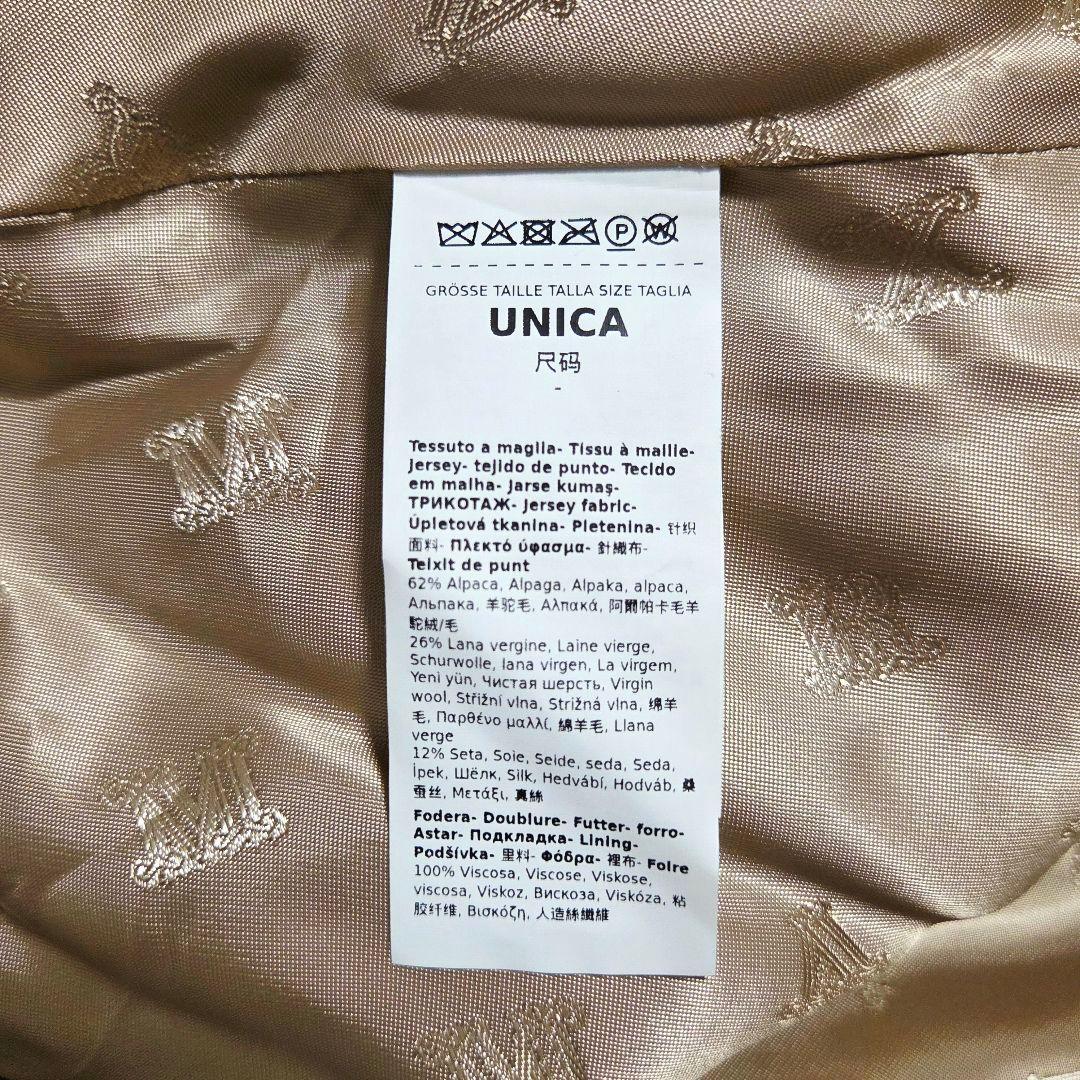 GRÖSSE TAILLE TALLA SIZE TAGLIA
UNICA
尺码
-
Tessuto a maglia- Tissu à maille-
Jersey- tejido de punto- Tecido
em malha- Jarse kumaş-
ТРИКОТАЖ- Jersey fabric-
Úpletová tkanina- Pletenina- 针织
面料- Πλεκτό ύφασμα- 針織布-
Teixit de punt
62% Alpaca, Alpaga, Alpaka, alpaca,
Альпака, 羊驼毛, Αλπακά, 阿爾帕卡毛羊
駝絨/毛
26% Lana vergine, Laine vierge,
Schurwolle, lana virgen, La virgem,
Yeni yün, Чистая шерсть, Virgin
wool, Střižní vlna, Strižná vlna, 绵羊
毛, Παρθένο μαλλί, 綿羊毛, Llana
verge
12% Seta, Soie, Seide, seda, Seda,
İpek, Шёлк, Silk, Hedvábí, Hodváb, 桑
蚕丝, Μετάξι, 真絲
Fodera- Doublure- Futter- forro-
Astar- Подкладка- Lining-
Podšívka- 里料- Φόδρα- 裡布- Folre
100% Viscosa, Viscose, Viskose,
viscosa, Viskoz, Вискоза, Viskóza, 粘
胶纤维, Βισκόζη, 人造絲纖維